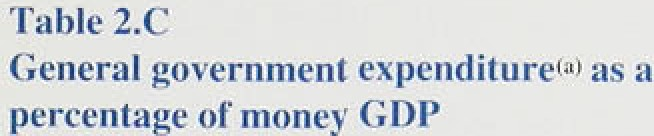 Table 2.C
General government expenditure(a) as a
percentage of money GDP